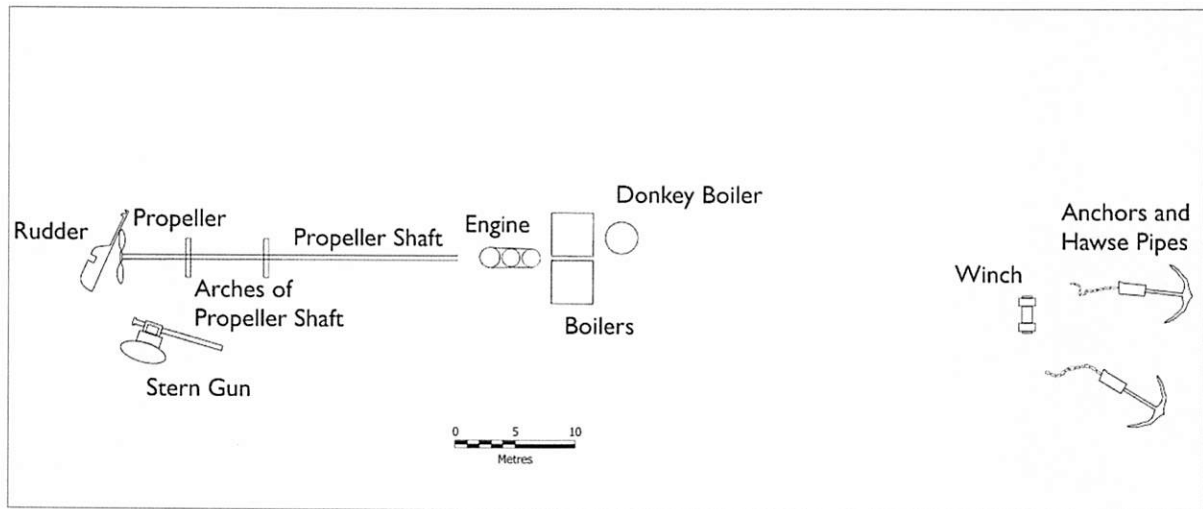 Donkey Boiler
Rudder
Propeller
Engine
Propeller Shaft
Arches of
Propeller Shaft
Stern Gun
Boilers
Anchors and
Hawse Pipes
Winch
0 5 10
Metres